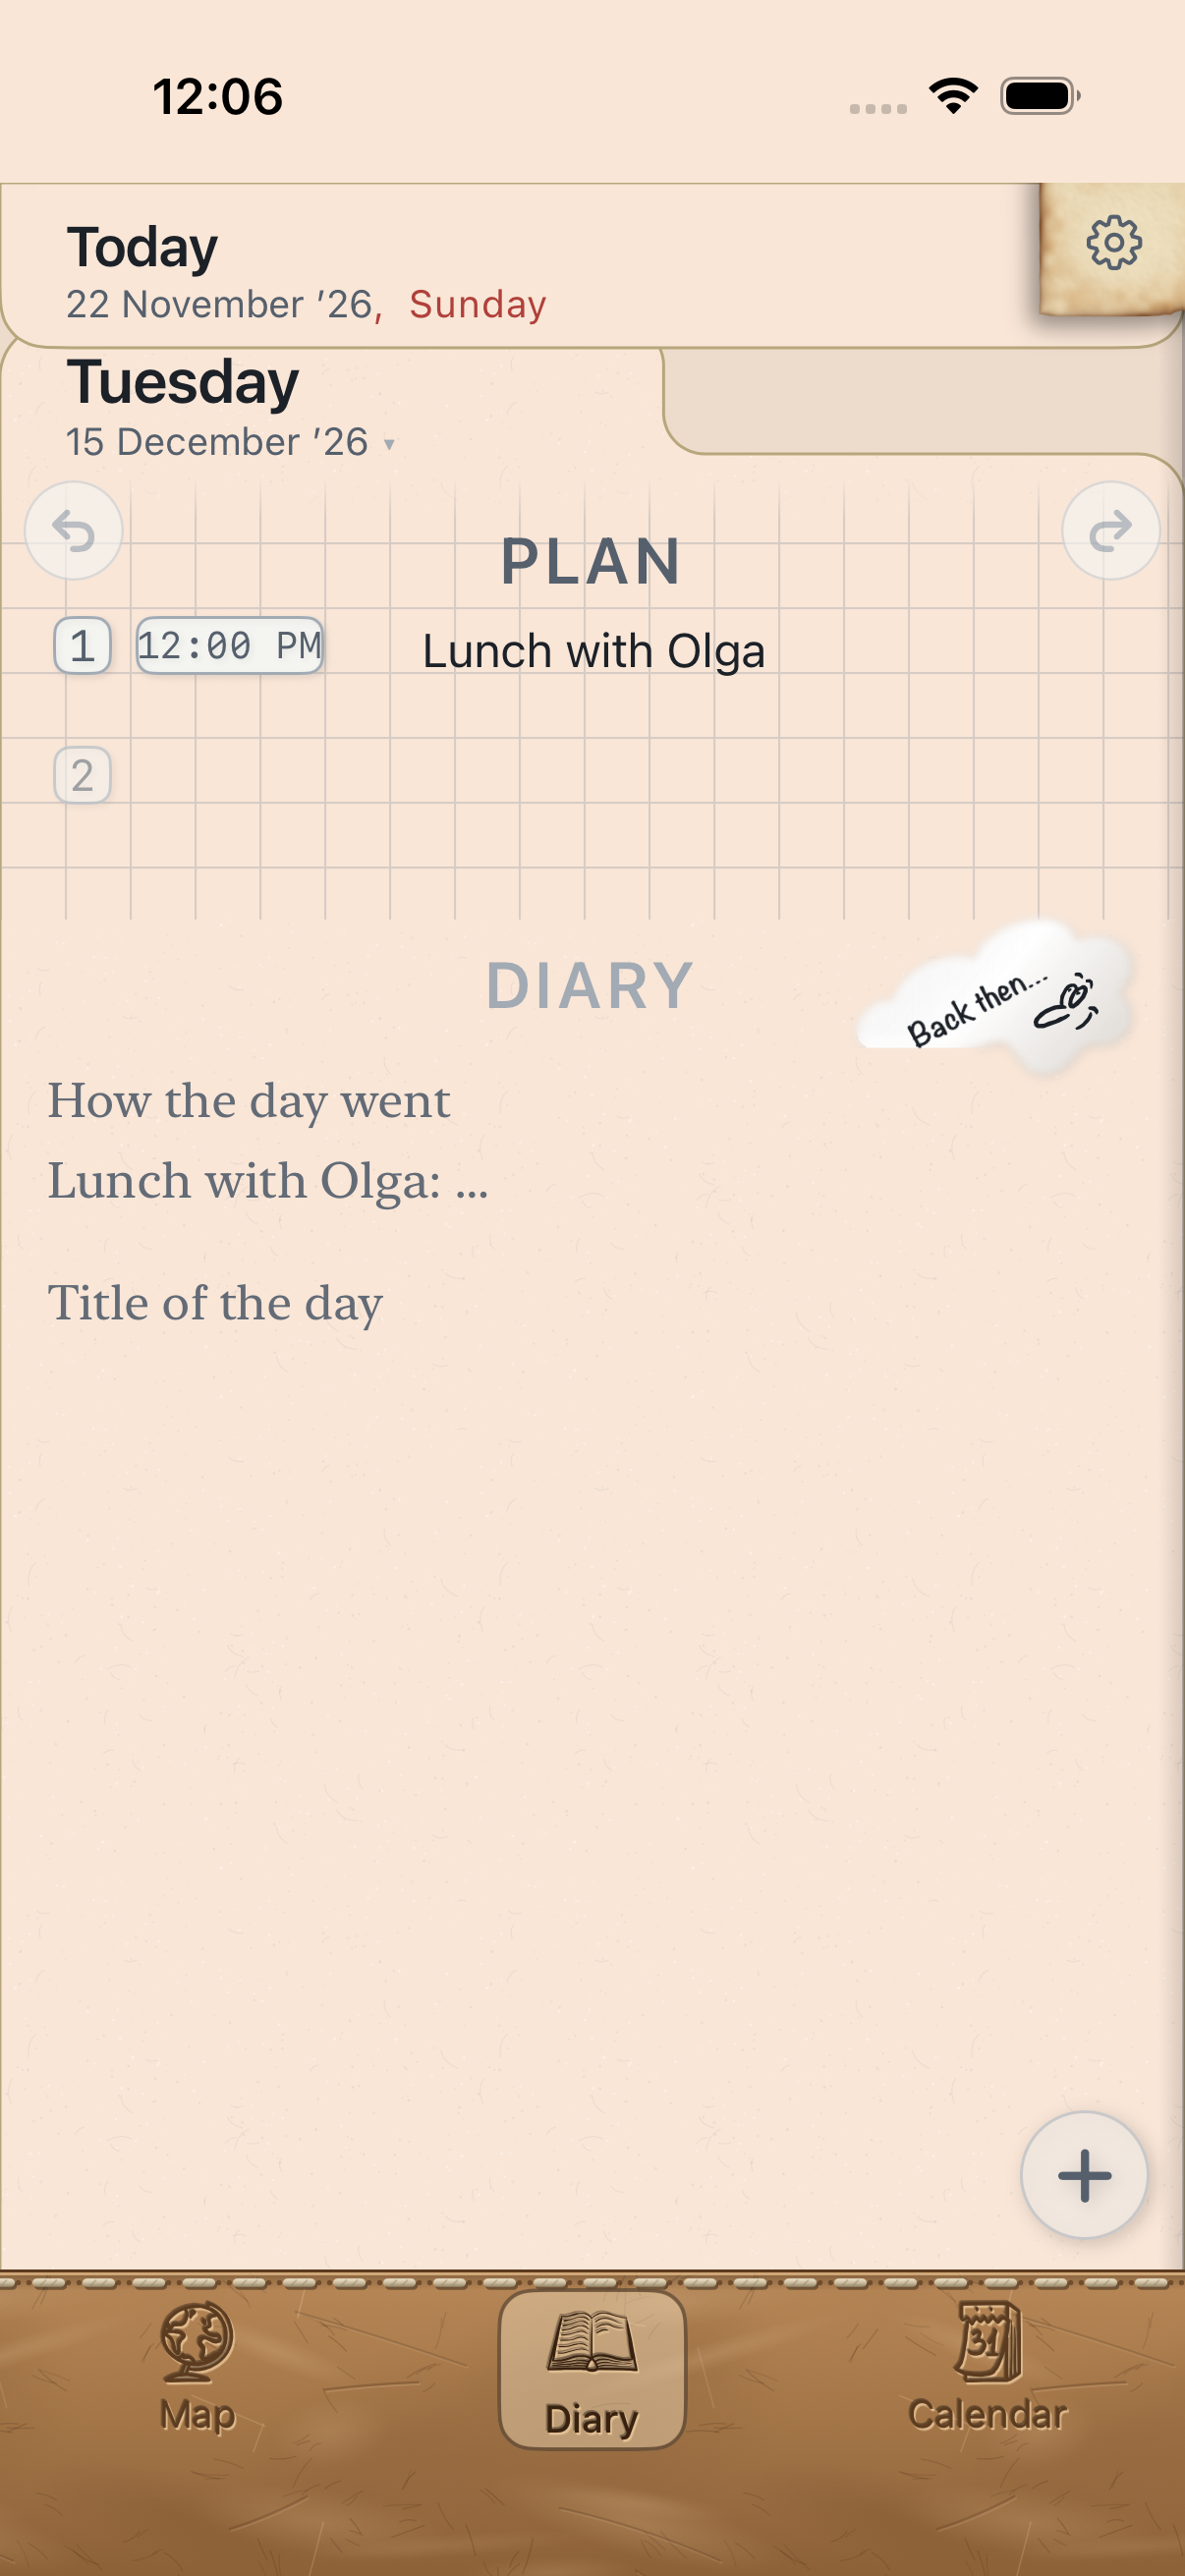 12:06
Today
22 November ’26, Sunday
Tuesday
15 December ’26 ▾
PLAN
1 12:00 PM Lunch with Olga
2
DIARY
Back then...
How the day went
Lunch with Olga: ...
Title of the day
31
Map Diary Calendar